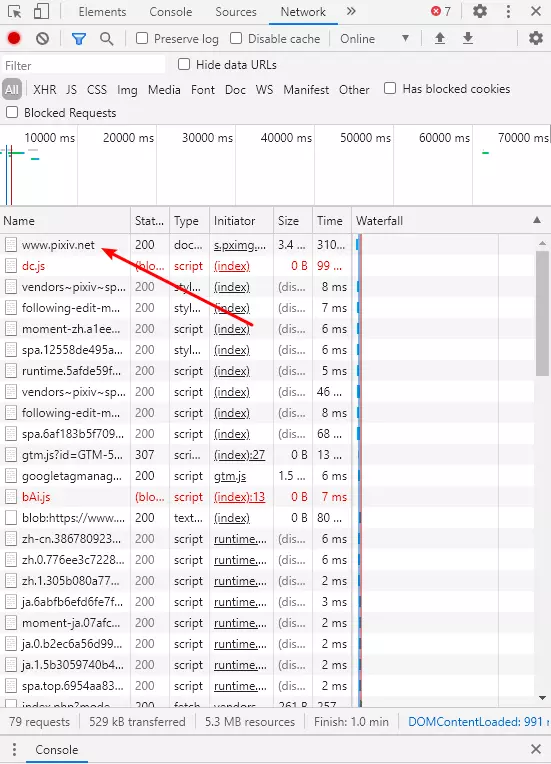 Elements Console Sources Network » 7
Preserve log Disable cache Online
Filter Hide data URLs
All XHR JS CSS Img Media Font Doc WS Manifest Other Has blocked cookies
Blocked Requests
10000 ms 20000 ms 30000 ms 40000 ms 50000 ms 60000 ms 70000 ms
Name Stat... Type Initiator Size Time Waterfall
www.pixiv.net 200 doc... s.pximg.... 3.4 ... 310...
dc.js (blo... script (index) 0 B 99 ...
vendors~pixiv~sp... 200 styl... (index) (dis... 8 ms
following-edit-m... 200 styl... (index) (dis... 7 ms
moment-zh.a1ee... 200 script (index) (dis... 6 ms
spa.12558de495a... 200 styl... (index) (dis... 6 ms
runtime.5afde59f... 200 script (index) (dis... 5 ms
vendors~pixiv~sp... 200 script (index) (dis... 46 ...
following-edit-m... 200 script (index) (dis... 8 ms
spa.6af183b5f709... 200 script (index) (dis... 68 ...
gtm.js?id=GTM-5... 307 scri... (index):27 0 B 13 ...
googletagmanag... 200 script gtm.js 1.5 ... 6 ms
bAi.js (blo... script (index):13 0 B 7 ms
blob:https://www.... 200 text... (index) 0 B 80 ...
zh-cn.386780923... 200 script runtime.... (dis... 6 ms
zh.0.776ee3c7228... 200 script runtime.... (dis... 6 ms
zh.1.305b080a77... 200 script runtime.... (dis... 2 ms
ja.6abfb6efd6fe7f... 200 script runtime.... (dis... 3 ms
moment-ja.07afc... 200 script runtime.... (dis... 2 ms
ja.0.b2ec6a56d99... 200 script runtime.... (dis... 2 ms
ja.1.5b3059740b4... 200 script runtime.... (dis... 2 ms
spa.top.6954aa83... 200 script runtime.... (dis... 2 ms
index.php?mode... 200 fetch vendors... 261 B 257...
79 requests 529 kB transferred 5.3 MB resources Finish: 1.0 min DOMContentLoaded: 991
Console